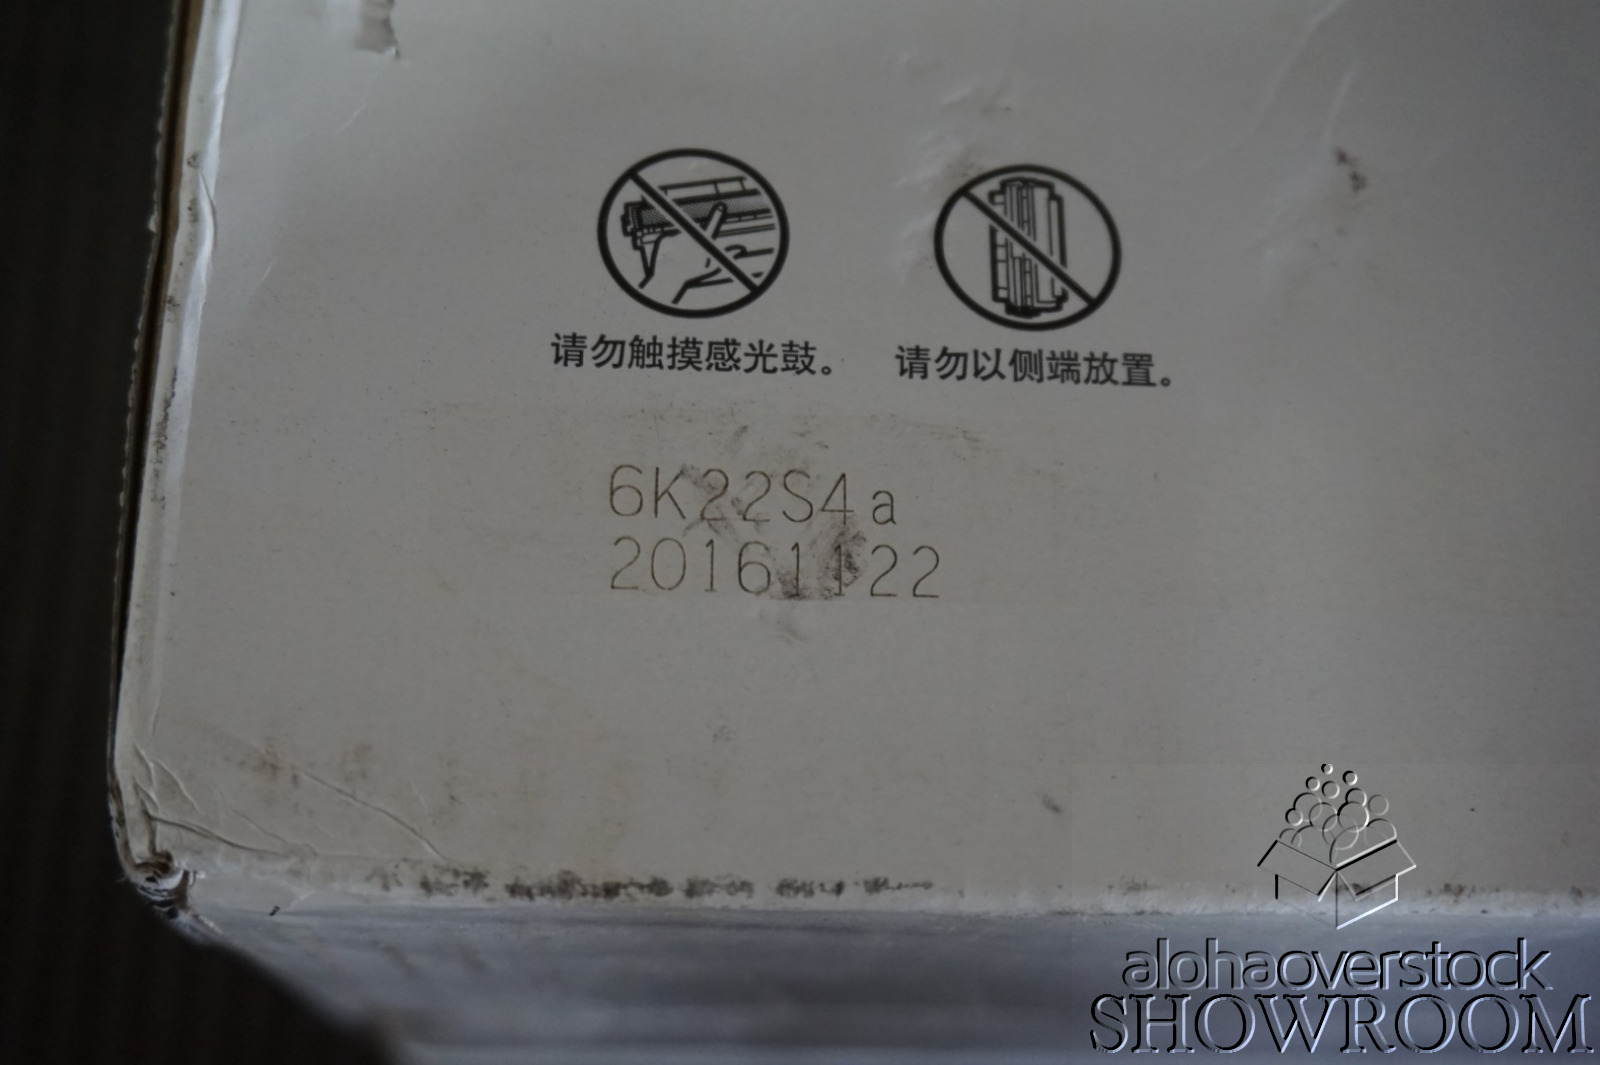 请勿触摸感光鼓。 请勿以侧端放置。
6K22S4a
20161122
alohaoverstock
SHOWROOM